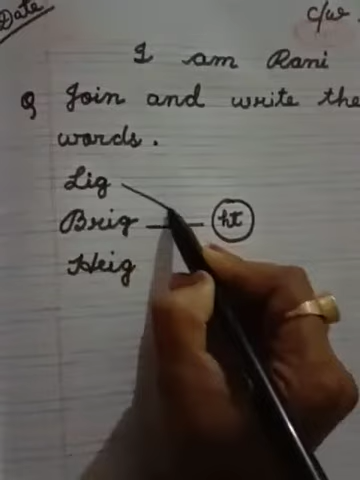 Date
c/w
I am Rani
Q Join and write the
words.
Lig
Brig ht
Heig